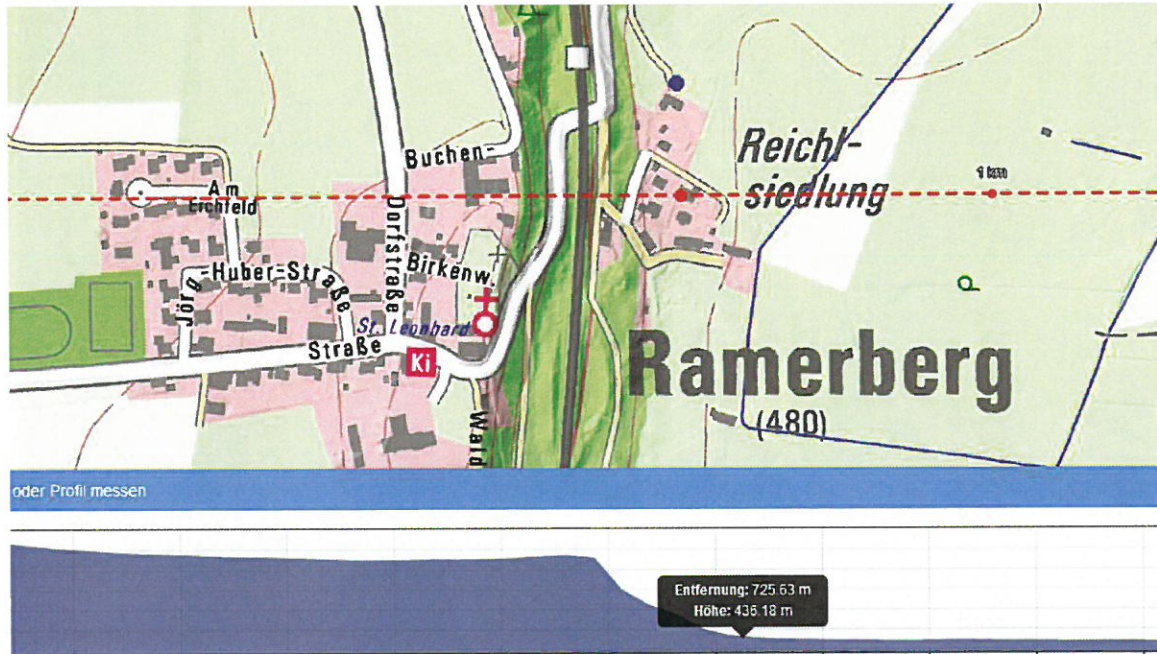 Buchen-
Reichl-
siedlung
1 km
Am
Eichfeld
Dorfstraße
Birkenw.
Jörg-Huber-Straße
St. Leonhard
Straße
Ki
Wald
Ramerberg
(480)
oder Profil messen
Entfernung: 725.63 m
Höhe: 436.18 m